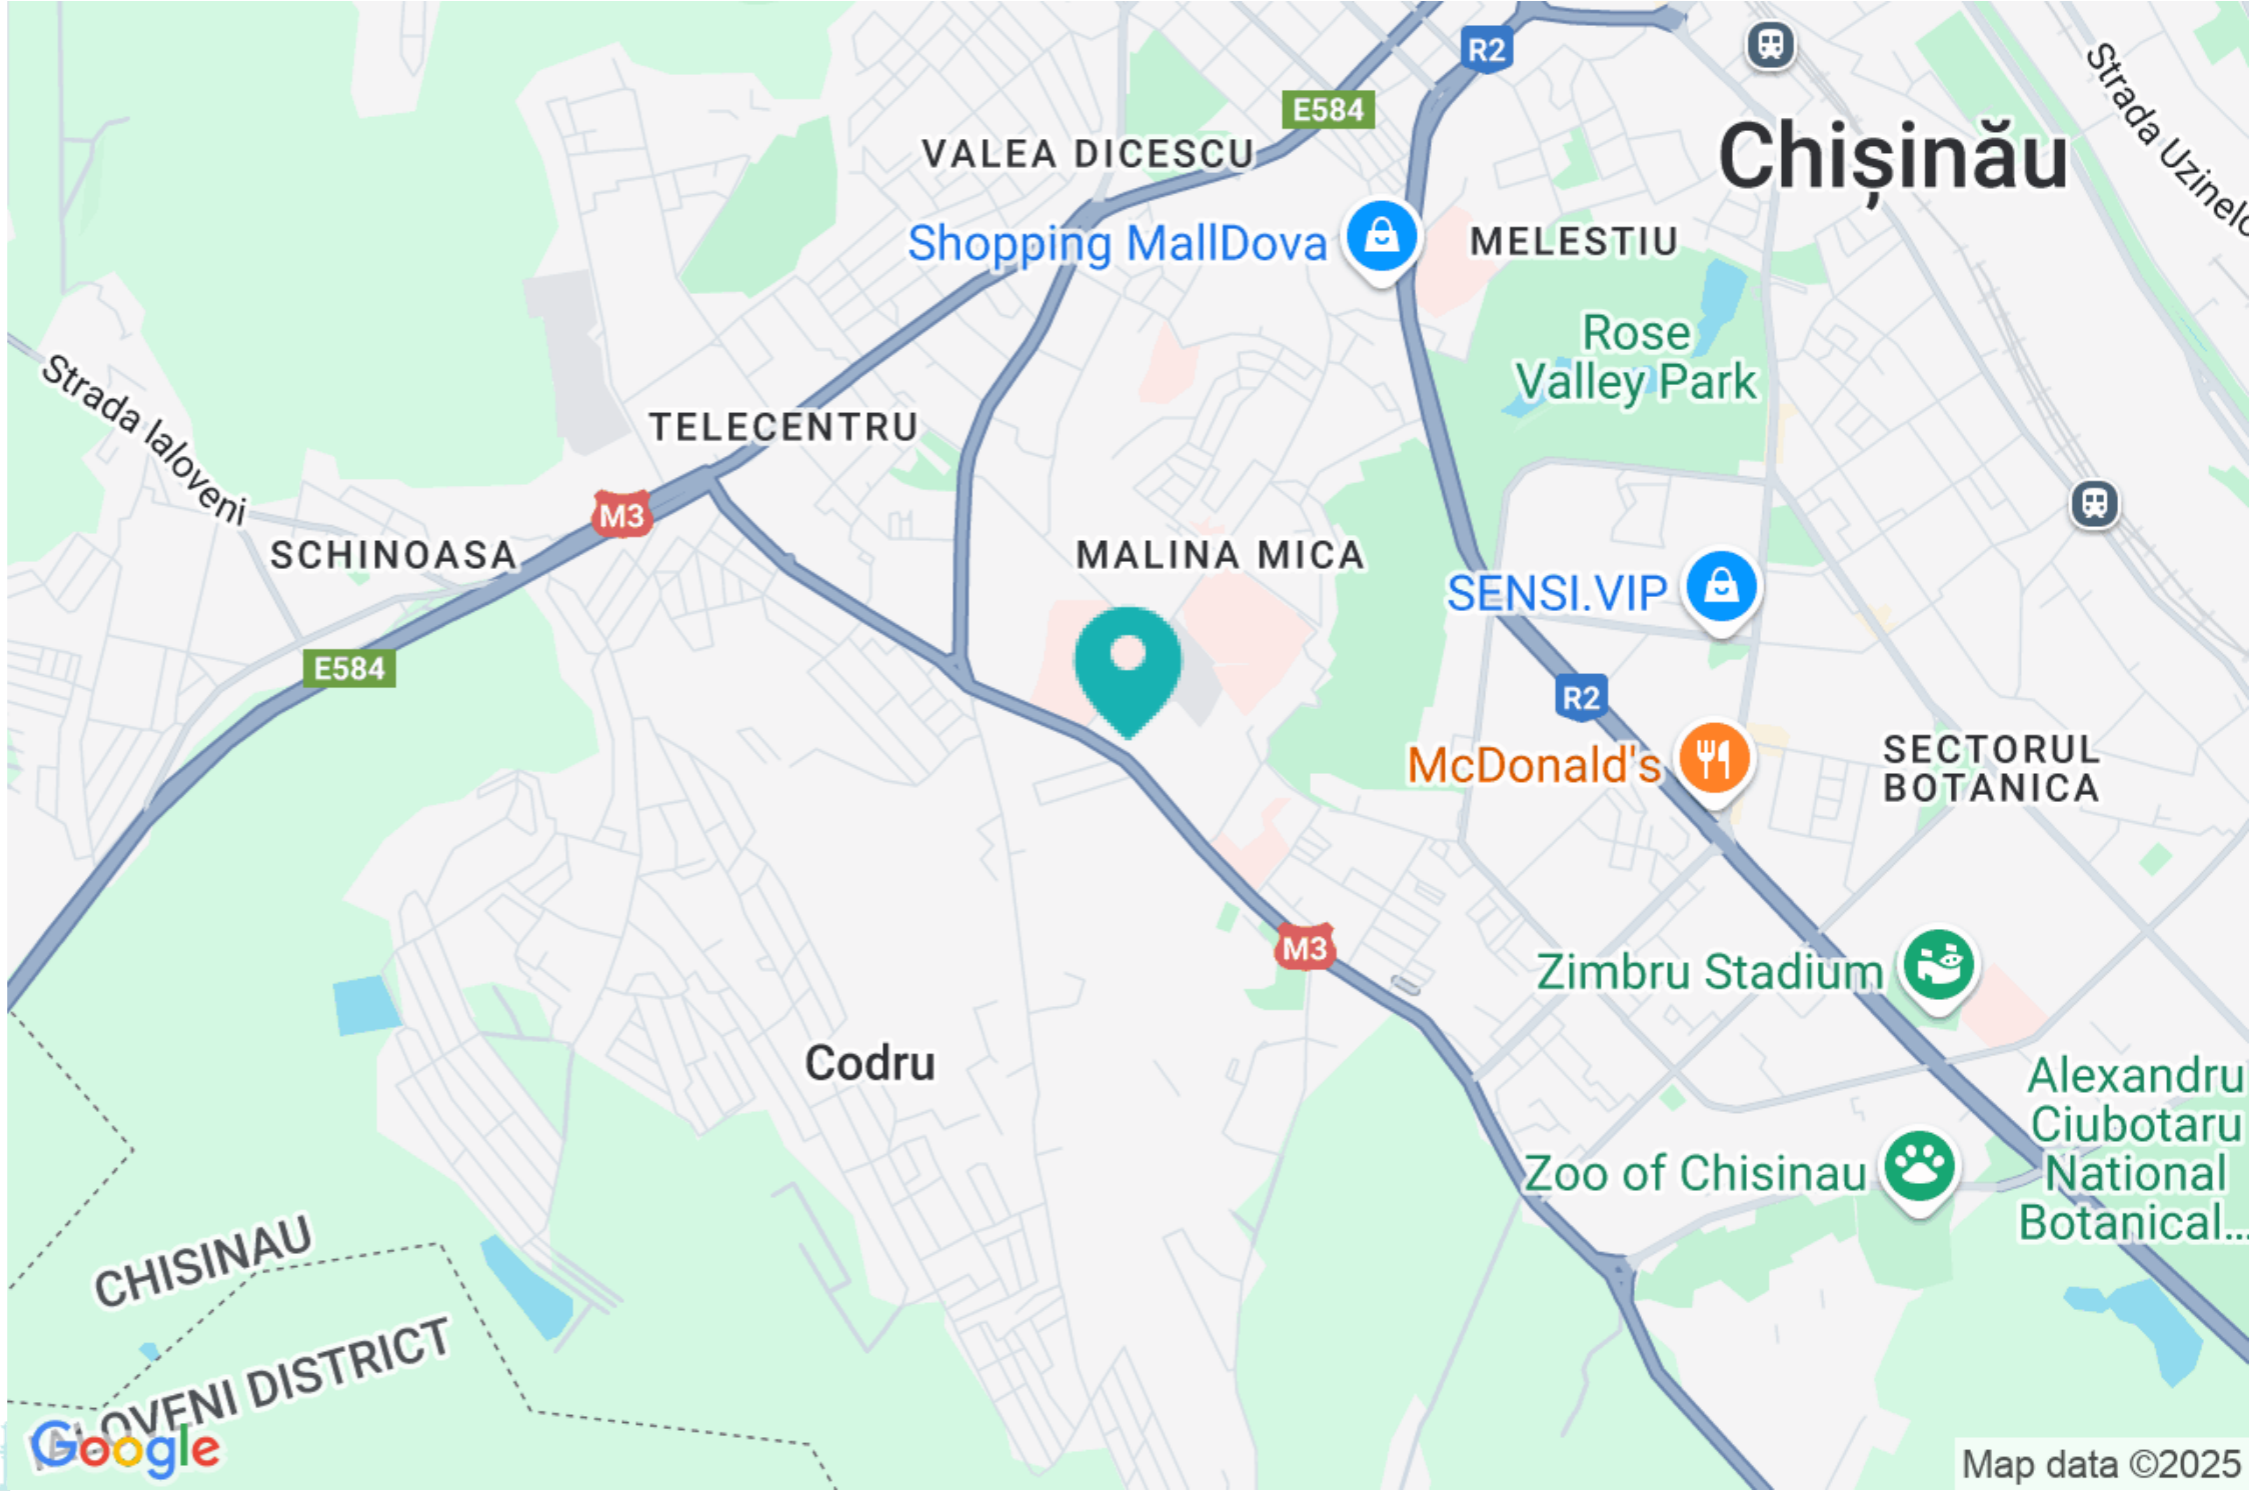 R2
E584
Chișinău
Strada Uzinelo
VALEA DICESCU
Shopping MallDova
MELESTIU
Rose
Valley Park
Strada Ialoveni
TELECENTRU
M3
SCHINOASA
MALINA MICA
SENSI.VIP
E584
R2
McDonald's
SECTORUL
BOTANICA
M3
Zimbru Stadium
Codru
Alexandru
Ciubotaru
National
Botanical...
Zoo of Chisinau
CHISINAU
IALOVENI DISTRICT
Google
Map data ©2025